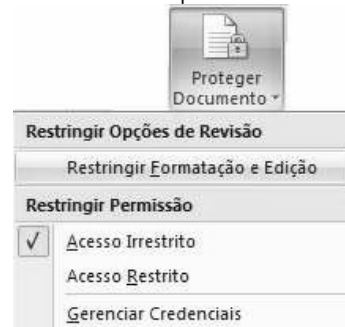 Proteger
Documento
Restringir Opções de Revisão
Restringir Formatação e Edição
Restringir Permissão
Acesso Irrestrito
Acesso Restrito
Gerenciar Credenciais